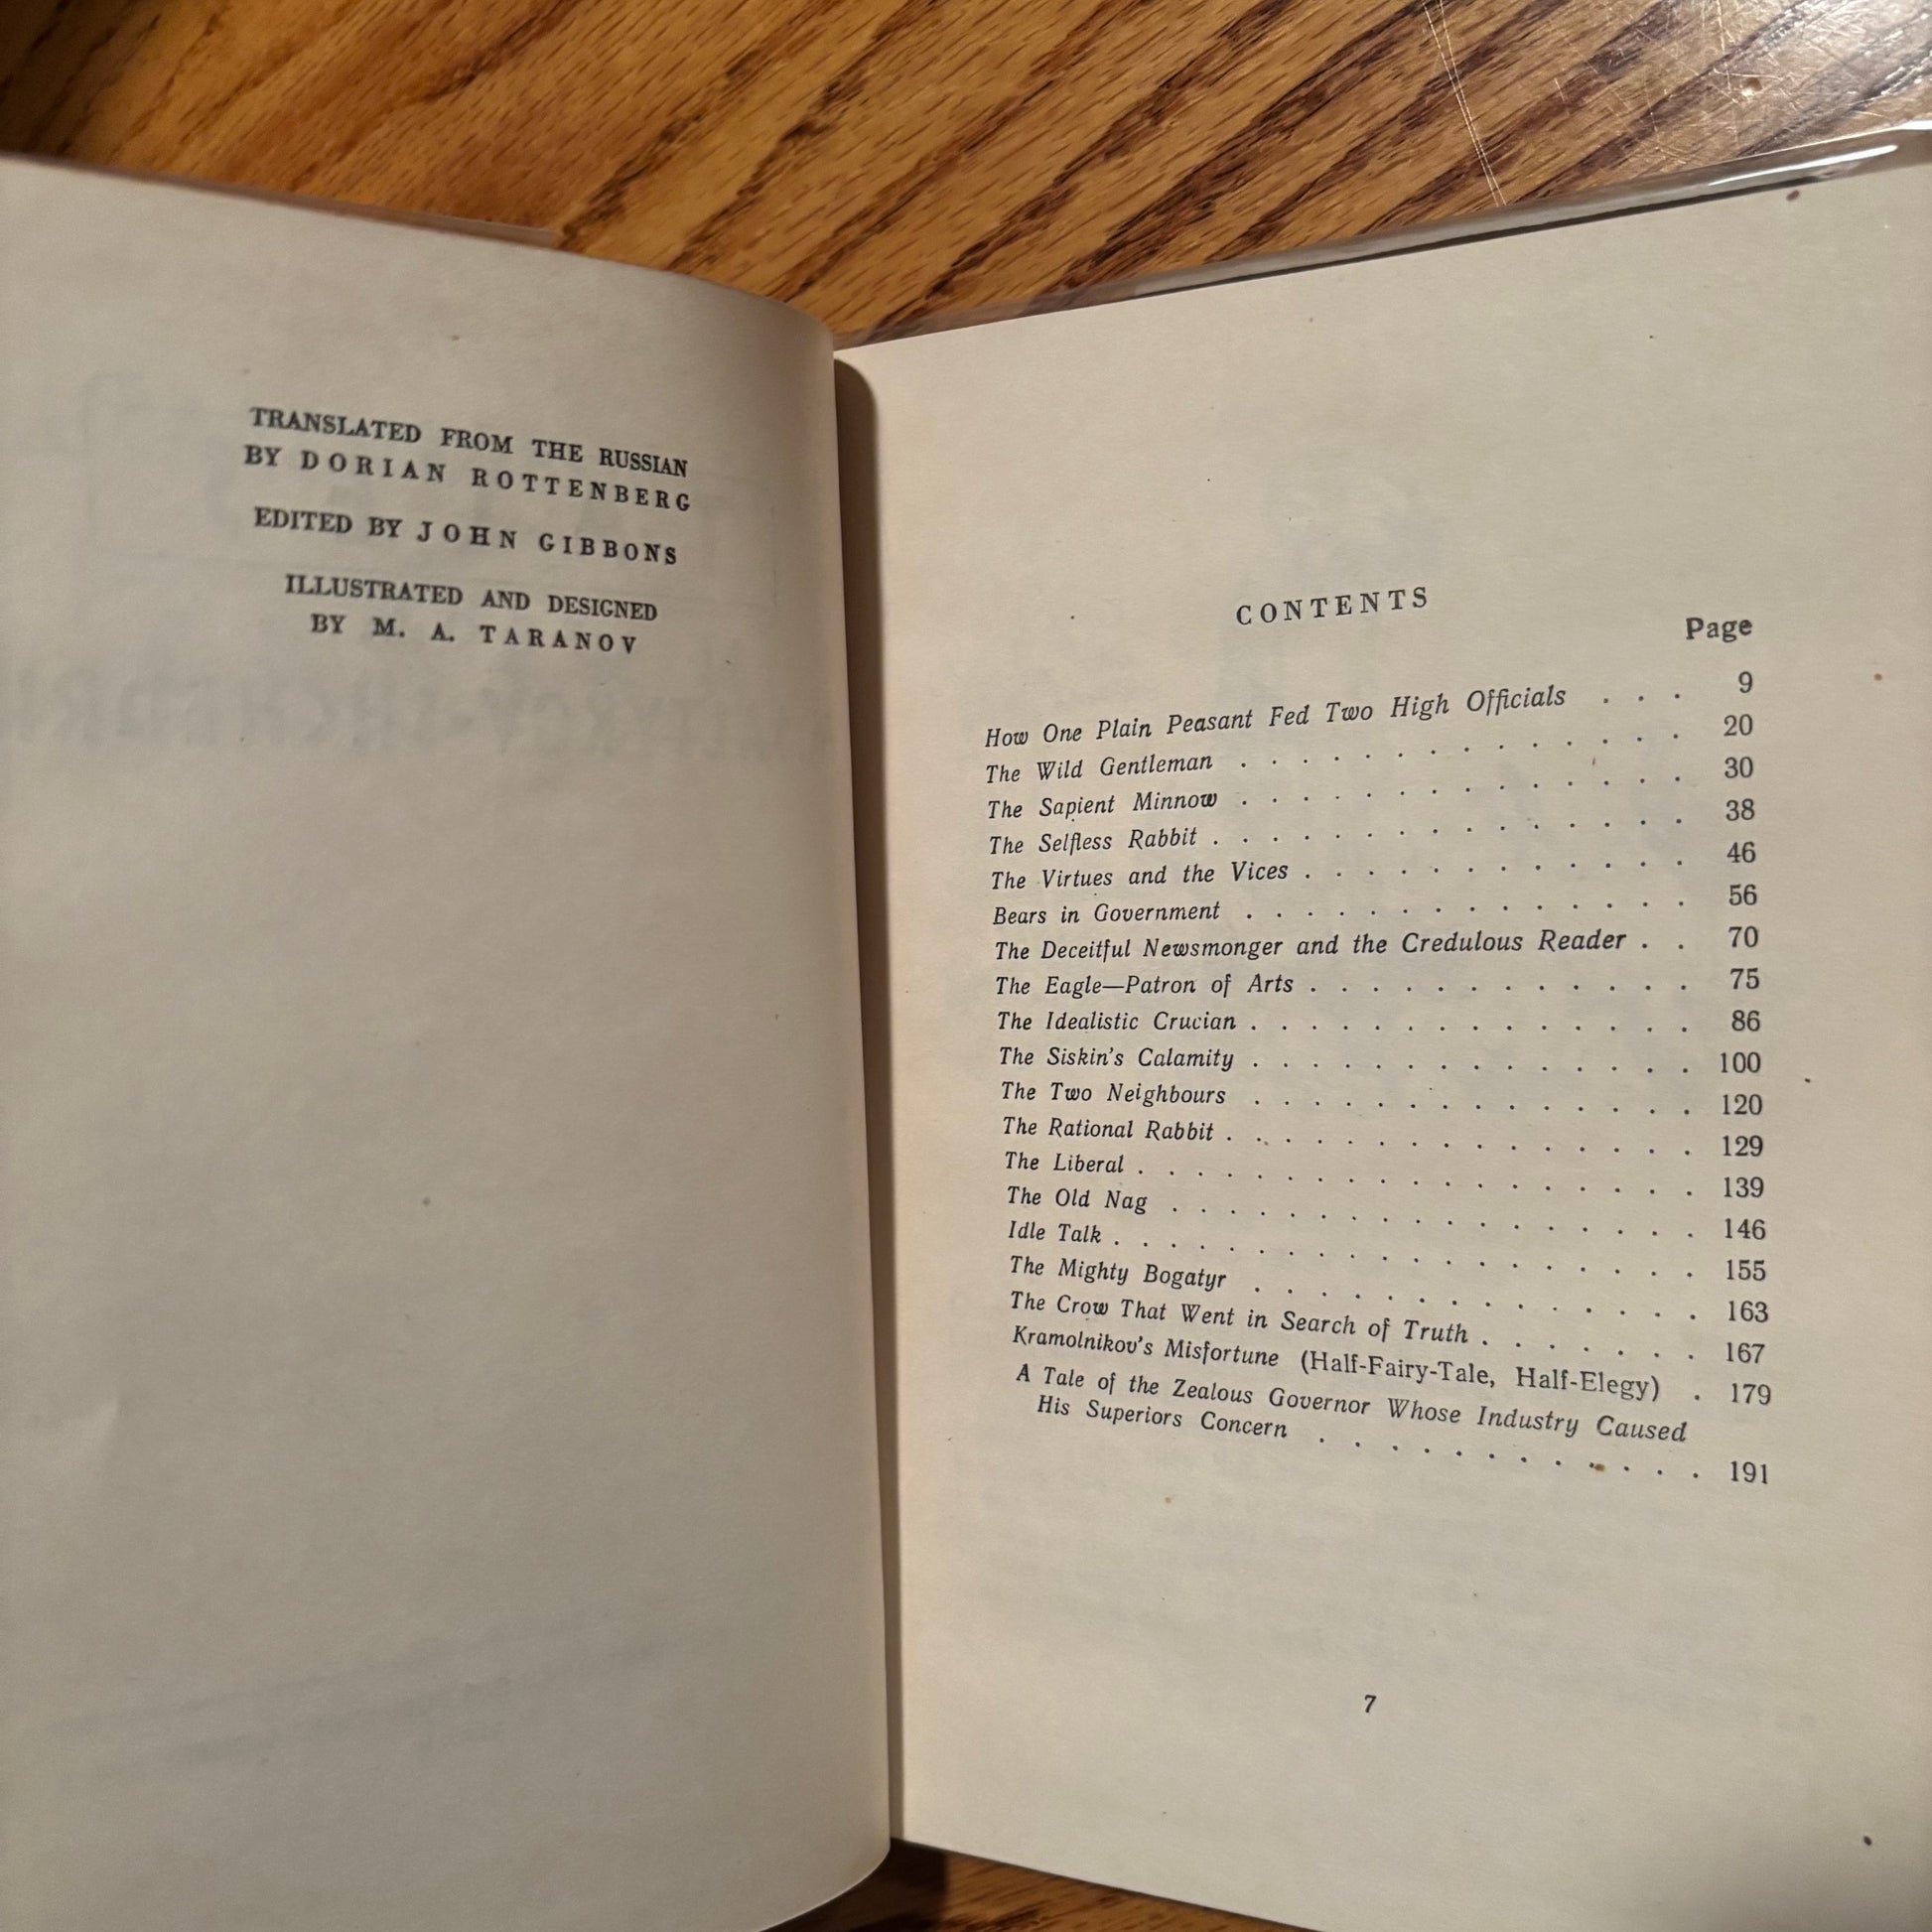 TRANSLATED FROM THE RUSSIAN
BY DORIAN ROTTENBERG
EDITED BY JOHN GIBBONS
ILLUSTRATED AND DESIGNED
BY M. A. TARANOV
CONTENTS
Page
How One Plain Peasant Fed Two High Officials . . . 9
The Wild Gentleman . . . . . . . . . . . . . . . 20
The Sapient Minnow . . . . . . . . . . . . . . . 30
The Selfless Rabbit . . . . . . . . . . . . . . . . 38
The Virtues and the Vices . . . . . . . . . . . . . 46
Bears in Government . . . . . . . . . . . . . . . 56
The Deceitful Newsmonger and the Credulous Reader . . 70
The Eagle—Patron of Arts . . . . . . . . . . . . . 75
The Idealistic Crucian . . . . . . . . . . . . . . . 86
The Siskin's Calamity . . . . . . . . . . . . . . . 100
The Two Neighbours . . . . . . . . . . . . . . . 120
The Rational Rabbit . . . . . . . . . . . . . . . . 129
The Liberal . . . . . . . . . . . . . . . . . . . 139
The Old Nag . . . . . . . . . . . . . . . . . . 146
Idle Talk . . . . . . . . . . . . . . . . . . . . 155
The Mighty Bogatyr . . . . . . . . . . . . . . . 163
The Crow That Went in Search of Truth . . . . . . . 167
Kramolnikov's Misfortune (Half-Fairy-Tale, Half-Elegy) . 179
A Tale of the Zealous Governor Whose Industry Caused
His Superiors Concern . . . . . . . . . . . . 191
7